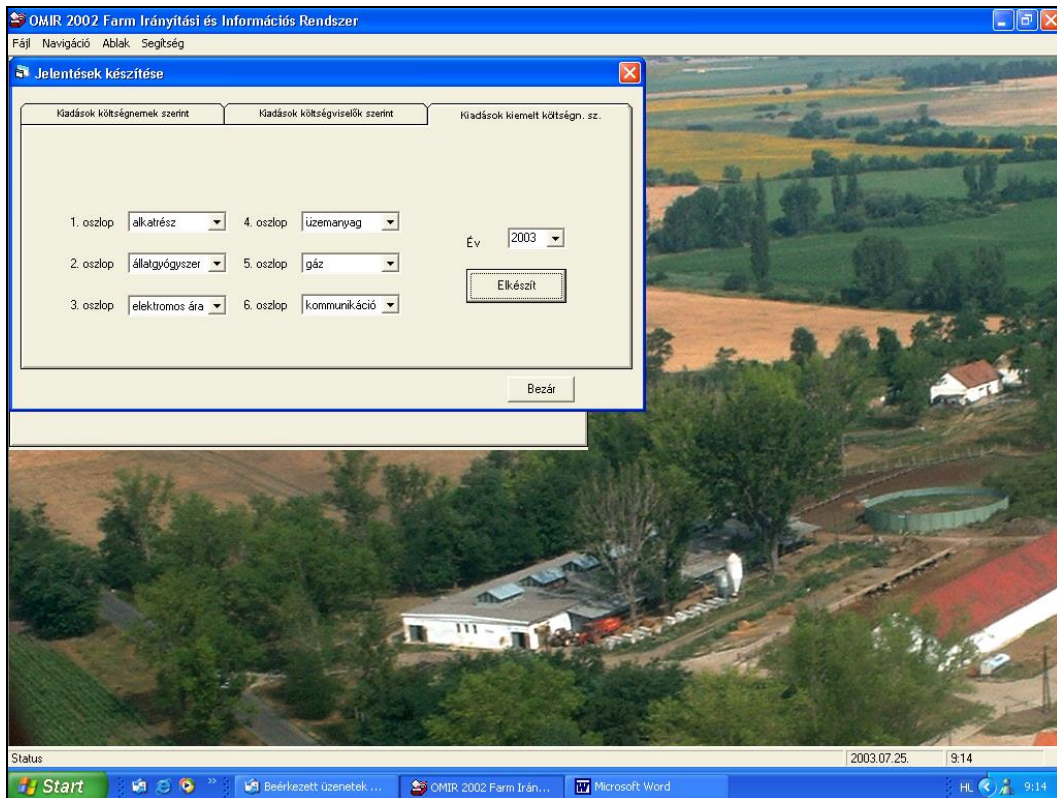 OMIR 2002 Farm Irányítási és Információs Rendszer
Fájl Navigáció Ablak Segítség
Jelentések készítése
Kiadások költségnemek szerint
Kiadások költségviselők szerint
Kiadások kiemelt költségn. sz.
1. oszlop alkatrész 4. oszlop üzemanyag
Év 2003
2. oszlop állatgyógyszer 5. oszlop gáz
Elkészít
3. oszlop elektromos ára 6. oszlop kommunikáció
Bezár
Status 2003.07.25. 9:14
Start Beérkezett üzenetek ... OMIR 2002 Farm Irán... Microsoft Word HL 9:14